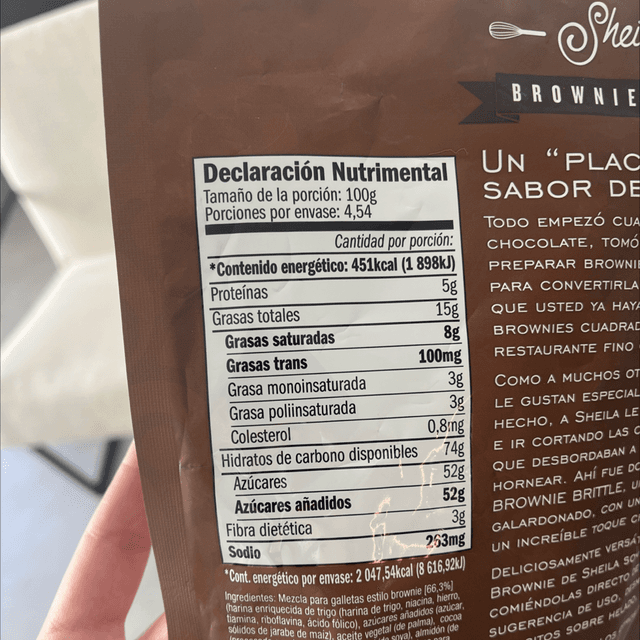 BROWNIE
Declaración Nutrimental
Tamaño de la porción: 100g
Porciones por envase: 4,54
Cantidad por porción:
*Contenido energético: 451kcal (1 898kJ)
Proteínas 5g
Grasas totales 15g
Grasas saturadas 8g
Grasas trans 100mg
Grasa monoinsaturada 3g
Grasa poliinsaturada 3g
Colesterol 0,8mg
Hidratos de carbono disponibles 74g
Azúcares 52g
Azúcares añadidos 52g
Fibra dietética 3g
Sodio 263mg
*Cont. energético por envase: 2 047,54kcal (8 616,92kJ)
Ingredientes: Mezcla para galletas estilo brownie [66,3%]
(harina enriquecida de trigo (harina de trigo, niacina, hierro,
tiamina, riboflavina, ácido fólico), azúcares añadidos (azúcar,
sólidos de jarabe de maíz), aceite vegetal (de palma), cocoa
soya), almidón (de
UN "PLAC
SABOR DE
TODO EMPEZÓ CUA
CHOCOLATE, TOMÓ
PREPARAR BROWNIE
PARA CONVERTIRLA
QUE USTED YA HAYA
BROWNIES CUADRAD
RESTAURANTE FINO
COMO A MUCHOS OT
LE GUSTAN ESPECIAL
HECHO, A SHEILA LE
E IR CORTANDO LAS
QUE DESBORDABAN A
HORNEAR. AHÍ FUE DO
BROWNIE BRITTLE, U
GALARDONADO, CON UN
UN INCREÍBLE TOQUE
DELICIOSAMENTE VERSÁ
BROWNIE DE SHEILA SO
COMIÉNDOLAS DIRECTO
SUGERENCIA DE USO,
SOBRE HELAD